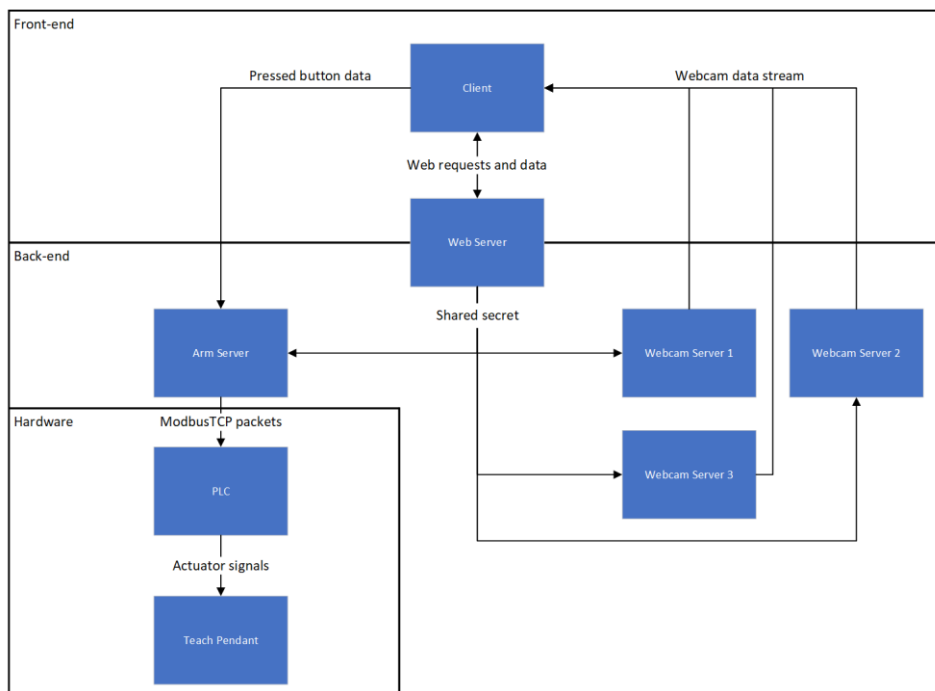 Front-end
Pressed button data
Client
Webcam data stream
Web requests and data
Web Server
Back-end
Shared secret
Arm Server
Webcam Server 1
Webcam Server 2
Hardware
ModbusTCP packets
PLC
Webcam Server 3
Actuator signals
Teach Pendant